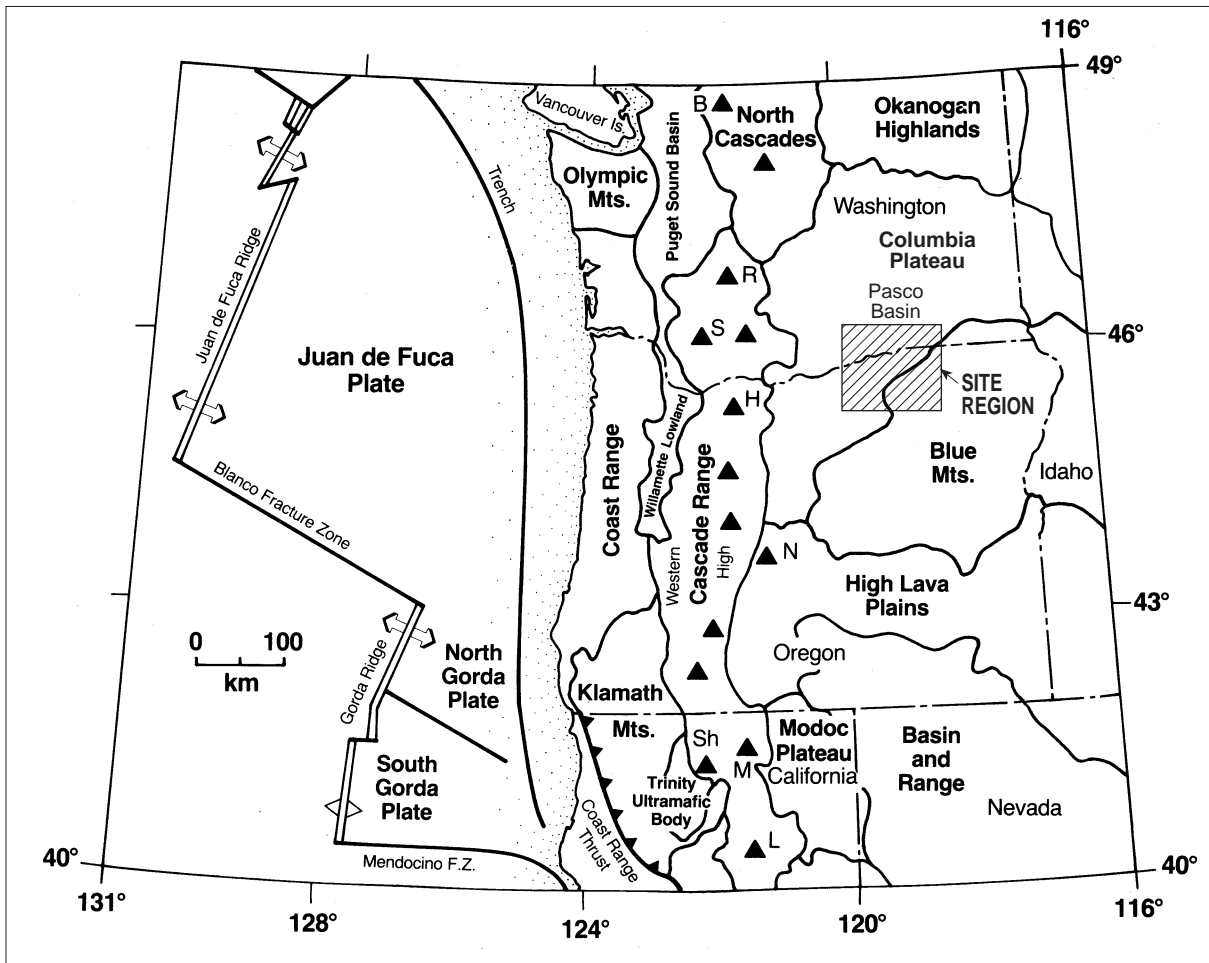 116°
49°
Vancouver Is.
B
North
Cascades
Okanogan
Highlands
Puget Sound Basin
Olympic
Mts.
Trench
Washington
Columbia
Plateau
Juan de Fuca Ridge
R
Pasco
Basin
S
46°
Juan de Fuca
Plate
SITE
REGION
H
Willamette Lowland
Coast Range
Cascade Range
Blue
Mts.
Idaho
Blanco Fracture Zone
Western
High
N
High Lava
Plains
43°
0
100
km
Gorda Ridge
North
Gorda
Plate
Oregon
Klamath
Mts.
Sh
M
Modoc
Plateau
California
Basin
and
Range
South
Gorda
Plate
Trinity
Ultramafic
Body
Nevada
Coast Range
Thrust
L
40°
Mendocino F.Z.
40°
131°
128°
124°
120°
116°